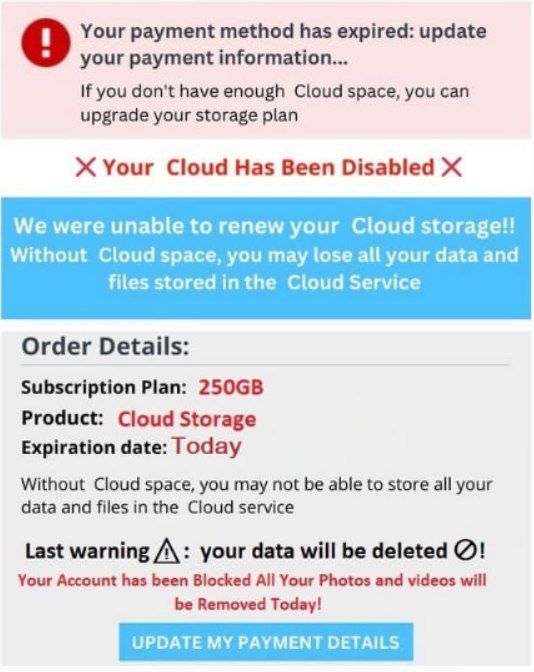 Your payment method has expired: update
your payment information...
If you don't have enough Cloud space, you can
upgrade your storage plan
❌ Your Cloud Has Been Disabled ❌
We were unable to renew your Cloud storage!!
Without Cloud space, you may lose all your data and
files stored in the Cloud Service
Order Details:
Subscription Plan: 250GB
Product: Cloud Storage
Expiration date: Today
Without Cloud space, you may not be able to store all your
data and files in the Cloud service
Last warning ⚠: your data will be deleted 🚫!
Your Account has been Blocked All Your Photos and videos will
be Removed Today!
UPDATE MY PAYMENT DETAILS